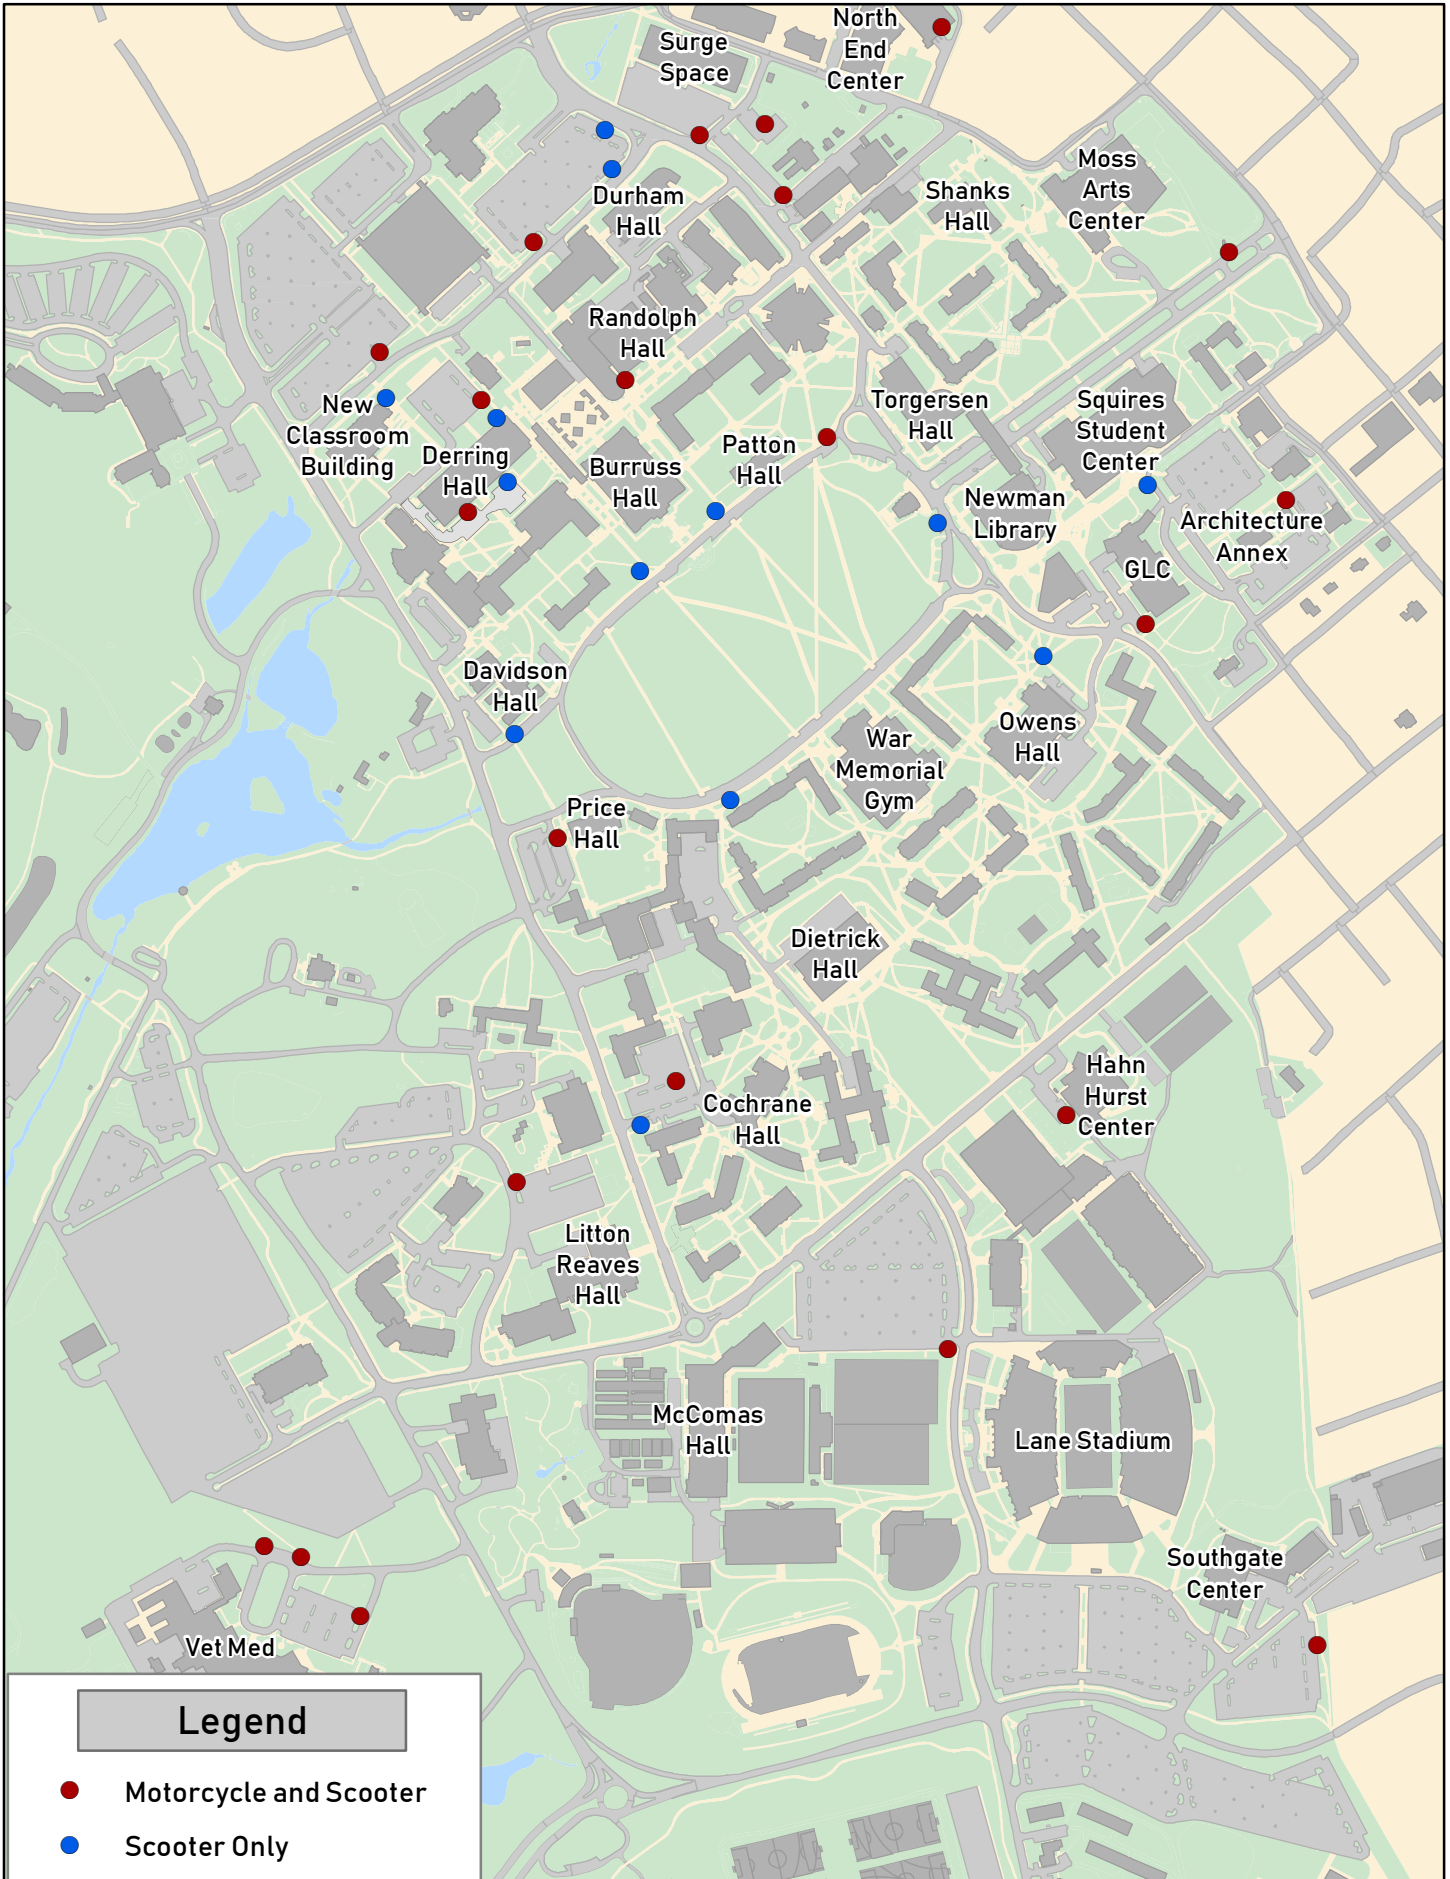 North
End
Center
Surge
Space
Moss
Arts
Center
Durham
Hall
Shanks
Hall
Randolph
Hall
New
Classroom
Building
Derring
Hall
Burruss
Hall
Patton
Hall
Torgersen
Hall
Squires
Student
Center
Newman
Library
Architecture
Annex
GLC
Davidson
Hall
Owens
Hall
War
Memorial
Gym
Price
Hall
Dietrick
Hall
Hahn
Hurst
Center
Cochrane
Hall
Litton
Reaves
Hall
McComas
Hall
Lane Stadium
Southgate
Center
Vet Med
Legend
Motorcycle and Scooter
Scooter Only